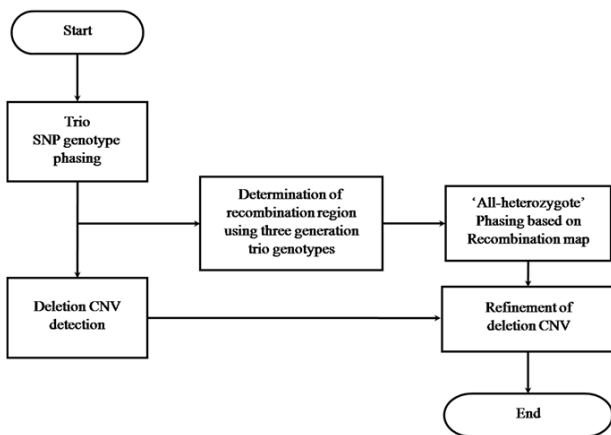 Start
Trio
SNP genotype
phasing
Determination of
recombination region
using three generation
trio genotypes
‘All-heterozygote’
Phasing based on
Recombination map
Deletion CNV
detection
Refinement of
deletion CNV
End